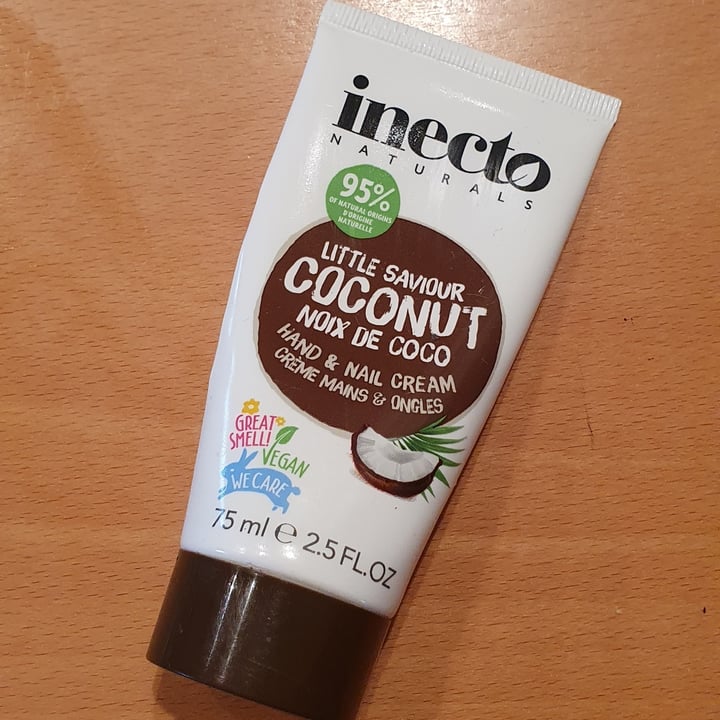 inecto
NATURALS
95%
OF NATURAL ORIGINS
D'ORIGINE
NATURELLE
LITTLE SAVIOUR
COCONUT
NOIX DE COCO
HAND & NAIL CREAM
CRÈME MAINS & ONGLES
GREAT
SMELL!
VEGAN
WE CARE
75 ml e 2.5 FL.OZ